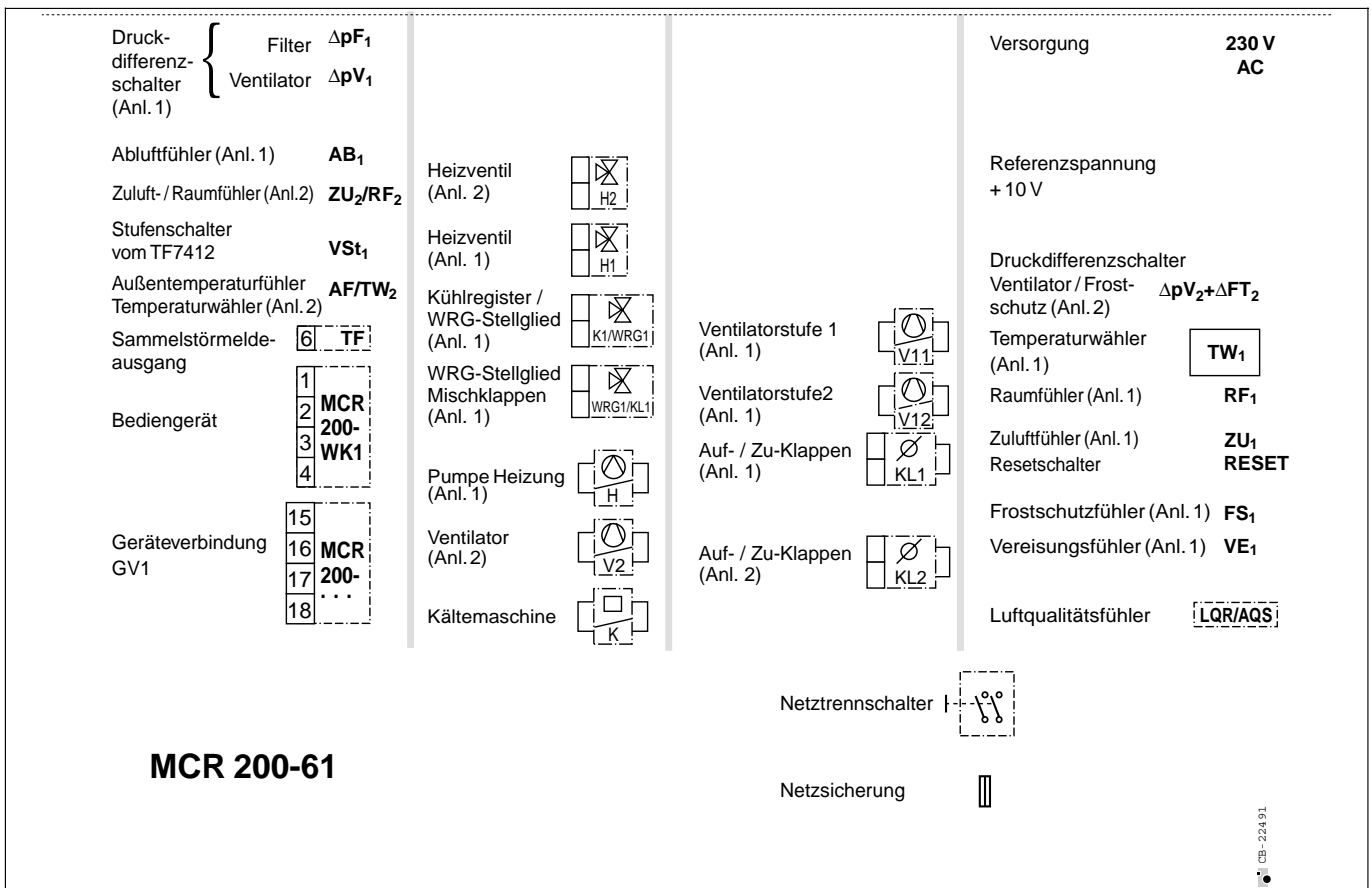 Druck-
differenz-
schalter
(Anl. 1)
Filter ΔpF₁
Ventilator ΔpV₁
Abluftfühler (Anl. 1) AB₁
Zuluft- / Raumfühler (Anl.2) ZU₂/RF₂
Stufenschalter
vom TF7412 VSt₁
Außentemperaturfühler
Temperaturwähler (Anl. 2) AF/TW₂
Sammelstörmelde-
ausgang
6 TF
Bediengerät
1
2
3
4
MCR
200-
WK1
Geräteverbindung
GV1
15
16
17
18
MCR
200-
. . .
Heizventil
(Anl. 2)
H2
Heizventil
(Anl. 1)
H1
Kühlregister /
WRG-Stellglied
(Anl. 1)
K1/WRG1
WRG-Stellglied
Mischklappen
(Anl. 1)
WRG1/KL1
Pumpe Heizung
(Anl. 1)
H
Ventilator
(Anl. 2)
V2
Kältemaschine
K
Ventilatorstufe 1
(Anl. 1)
V11
Ventilatorstufe2
(Anl. 1)
V12
Auf- / Zu-Klappen
(Anl. 1)
KL1
Auf- / Zu-Klappen
(Anl. 2)
KL2
Versorgung 230 V
AC
Referenzspannung
+ 10 V
Druckdifferenzschalter
Ventilator / Frost-
schutz (Anl. 2)
ΔpV₂+ΔFT₂
Temperaturwähler
(Anl. 1)
TW₁
Raumfühler (Anl. 1) RF₁
Zuluftfühler (Anl. 1) ZU₁
Resetschalter RESET
Frostschutzfühler (Anl. 1) FS₁
Vereisungsfühler (Anl. 1) VE₁
Luftqualitätsfühler LQR/AQS
Netztrennschalter
MCR 200-61
Netzsicherung
CB-22491